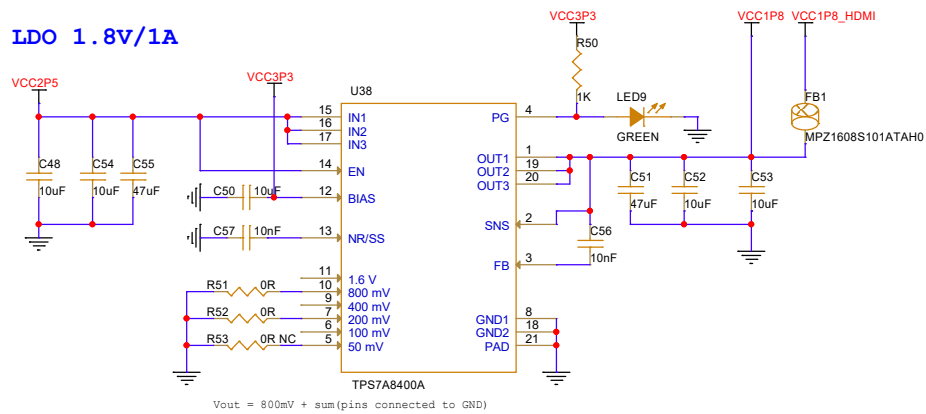 LDO 1.8V/1A
VCC3P3
VCC1P8
VCC1P8_HDMI
R50
1K
VCC2P5
VCC3P3
U38
LED9
GREEN
FB1
MPZ1608S101ATAH0
15 IN1
16 IN2
17 IN3
14 EN
12 BIAS
13 NR/SS
11 1.6 V
10 800 mV
9 400 mV
7 200 mV
6 100 mV
5 50 mV
PG 4
OUT1 1
OUT2 19
OUT3 20
SNS 2
FB 3
GND1 8
GND2 18
PAD 21
C48
10uF
C54
10uF
C55
47uF
C50 10uF
C57 10nF
R51 0R
R52 0R
R53 0R NC
C51
47uF
C52
10uF
C53
10uF
C56
10nF
TPS7A8400A
Vout = 800mV + sum(pins connected to GND)